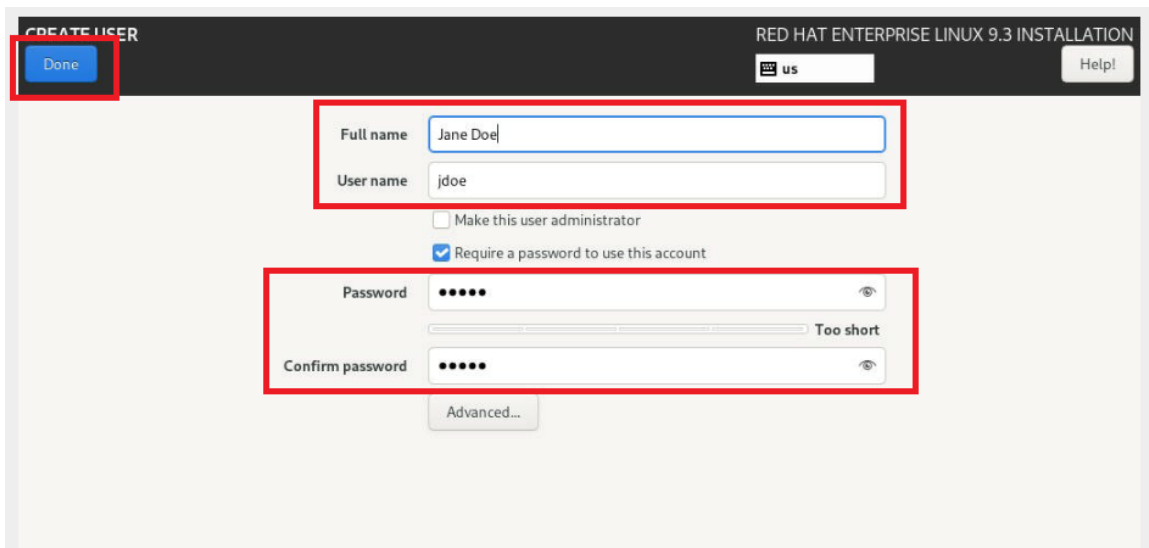 CREATE USER
RED HAT ENTERPRISE LINUX 9.3 INSTALLATION
Done
us
Help!
Full name
Jane Doe
User name
jdoe
Make this user administrator
Require a password to use this account
Password
●●●●●
Too short
Confirm password
●●●●●
Advanced...